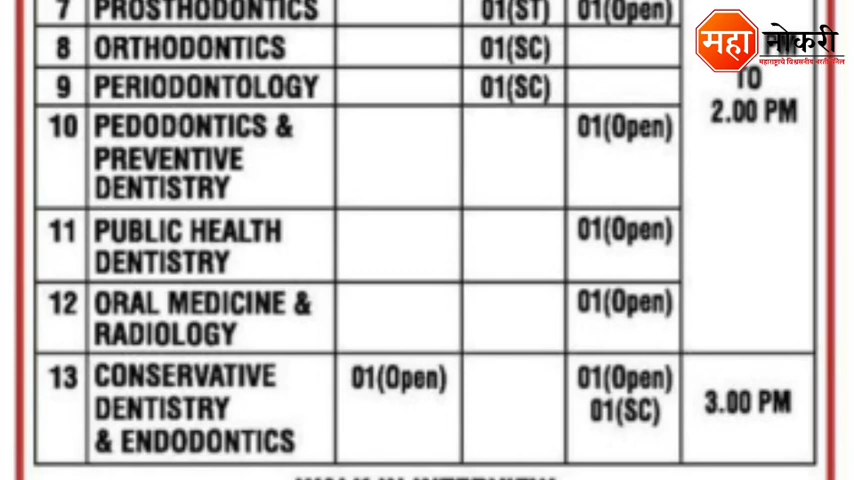 7 PROSTHODONTICS 01(ST) 01(Open)
8 ORTHODONTICS 01(SC)
9 PERIODONTOLOGY 01(SC)
TO
2.00 PM
10 PEDODONTICS & 01(Open)
PREVENTIVE
DENTISTRY
11 PUBLIC HEALTH 01(Open)
DENTISTRY
12 ORAL MEDICINE & 01(Open)
RADIOLOGY
13 CONSERVATIVE 01(Open) 01(Open)
DENTISTRY 01(SC) 3.00 PM
& ENDODONTICS
महा नोकरी